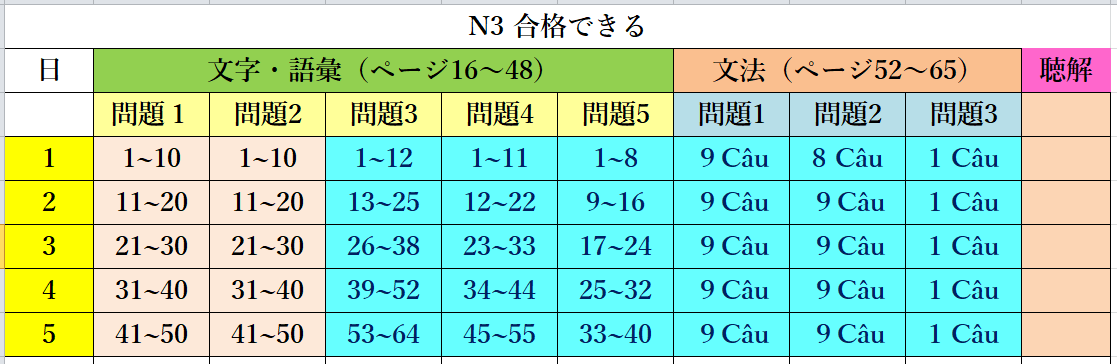 N3 合格できる
日 文字・語彙（ページ16～48） 文法（ページ52～65） 聴解
問題 1 問題2 問題3 問題4 問題5 問題1 問題2 問題3
1 1~10 1~10 1~12 1~11 1~8 9 Câu 8 Câu 1 Câu
2 11~20 11~20 13~25 12~22 9~16 9 Câu 9 Câu 1 Câu
3 21~30 21~30 26~38 23~33 17~24 9 Câu 9 Câu 1 Câu
4 31~40 31~40 39~52 34~44 25~32 9 Câu 9 Câu 1 Câu
5 41~50 41~50 53~64 45~55 33~40 9 Câu 9 Câu 1 Câu